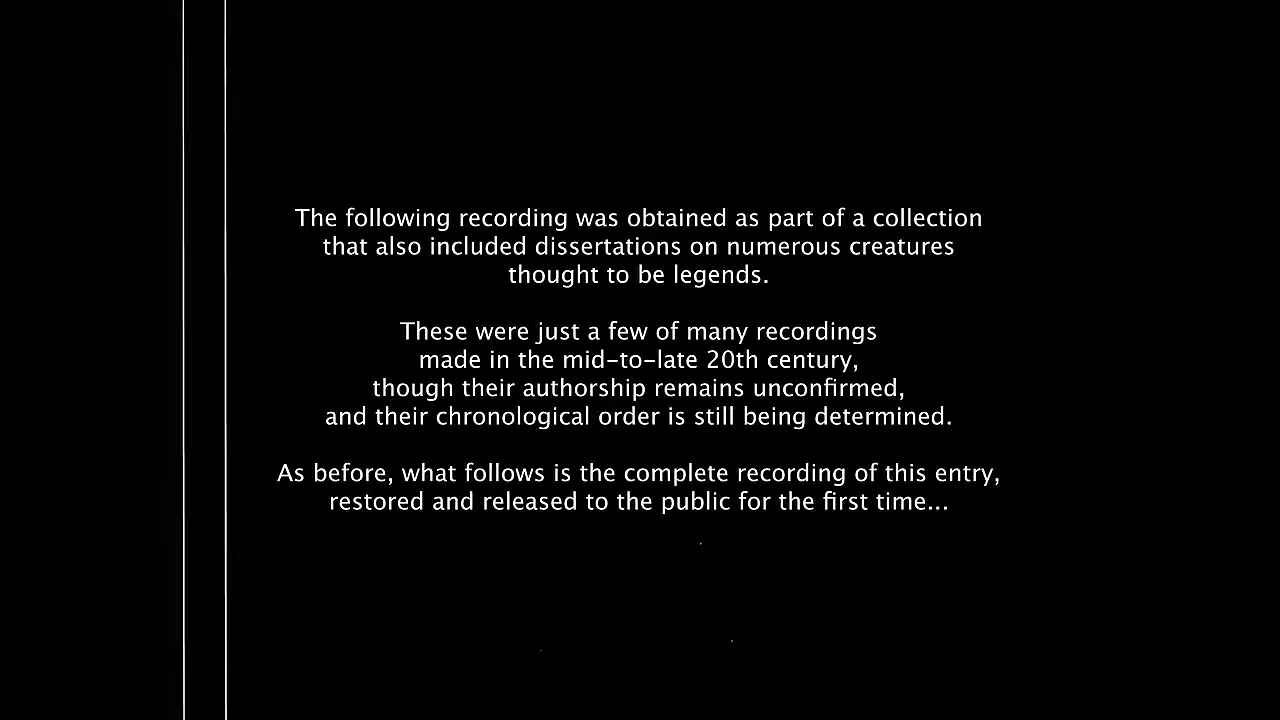 The following recording was obtained as part of a collection
that also included dissertations on numerous creatures
thought to be legends.
These were just a few of many recordings
made in the mid-to-late 20th century,
though their authorship remains unconfirmed,
and their chronological order is still being determined.
As before, what follows is the complete recording of this entry,
restored and released to the public for the first time...